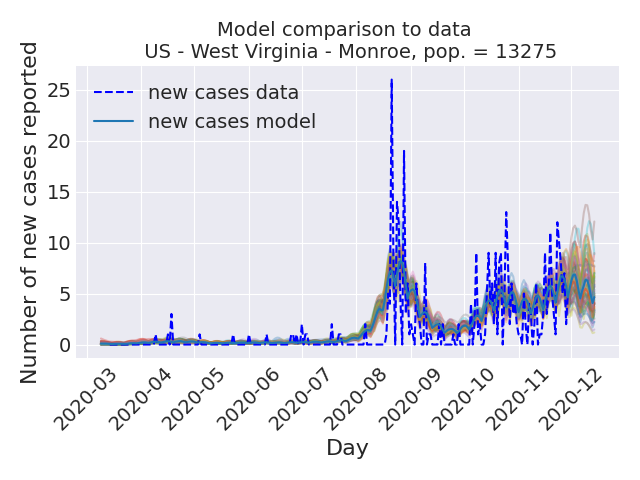 Model comparison to data
US - West Virginia - Monroe, pop. = 13275
Number of new cases reported
25
20
15
10
5
0
new cases data
new cases model
2020-03
2020-04
2020-05
2020-06
2020-07
2020-08
2020-09
2020-10
2020-11
2020-12
Day